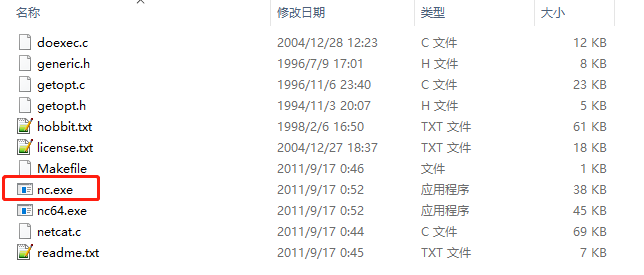 名称 修改日期 类型 大小
doexec.c 2004/12/28 12:23 C 文件 12 KB
generic.h 1996/7/9 17:01 H 文件 8 KB
getopt.c 1996/11/6 23:40 C 文件 23 KB
getopt.h 1994/11/3 20:07 H 文件 5 KB
hobbit.txt 1998/2/6 16:50 TXT 文件 61 KB
license.txt 2004/12/27 18:37 TXT 文件 18 KB
Makefile 2011/9/17 0:46 文件 1 KB
nc.exe 2011/9/17 0:52 应用程序 38 KB
nc64.exe 2011/9/17 0:52 应用程序 45 KB
netcat.c 2011/9/17 0:44 C 文件 69 KB
readme.txt 2011/9/17 0:45 TXT 文件 7 KB